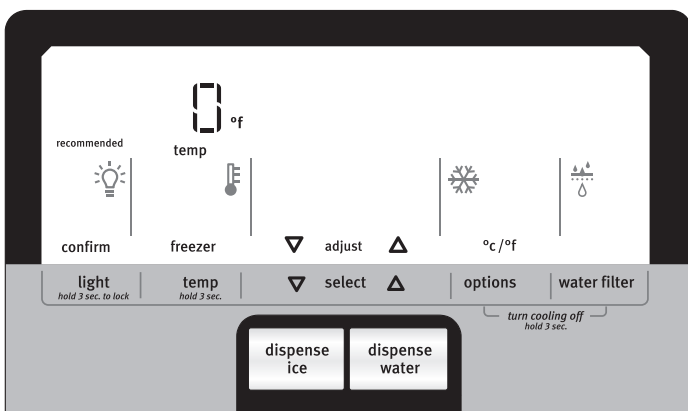 0 °f
recommended
temp
confirm freezer adjust °c/°f
light temp select options water filter
hold 3 sec. to lock hold 3 sec.
turn cooling off
hold 3 sec.
dispense ice
dispense water